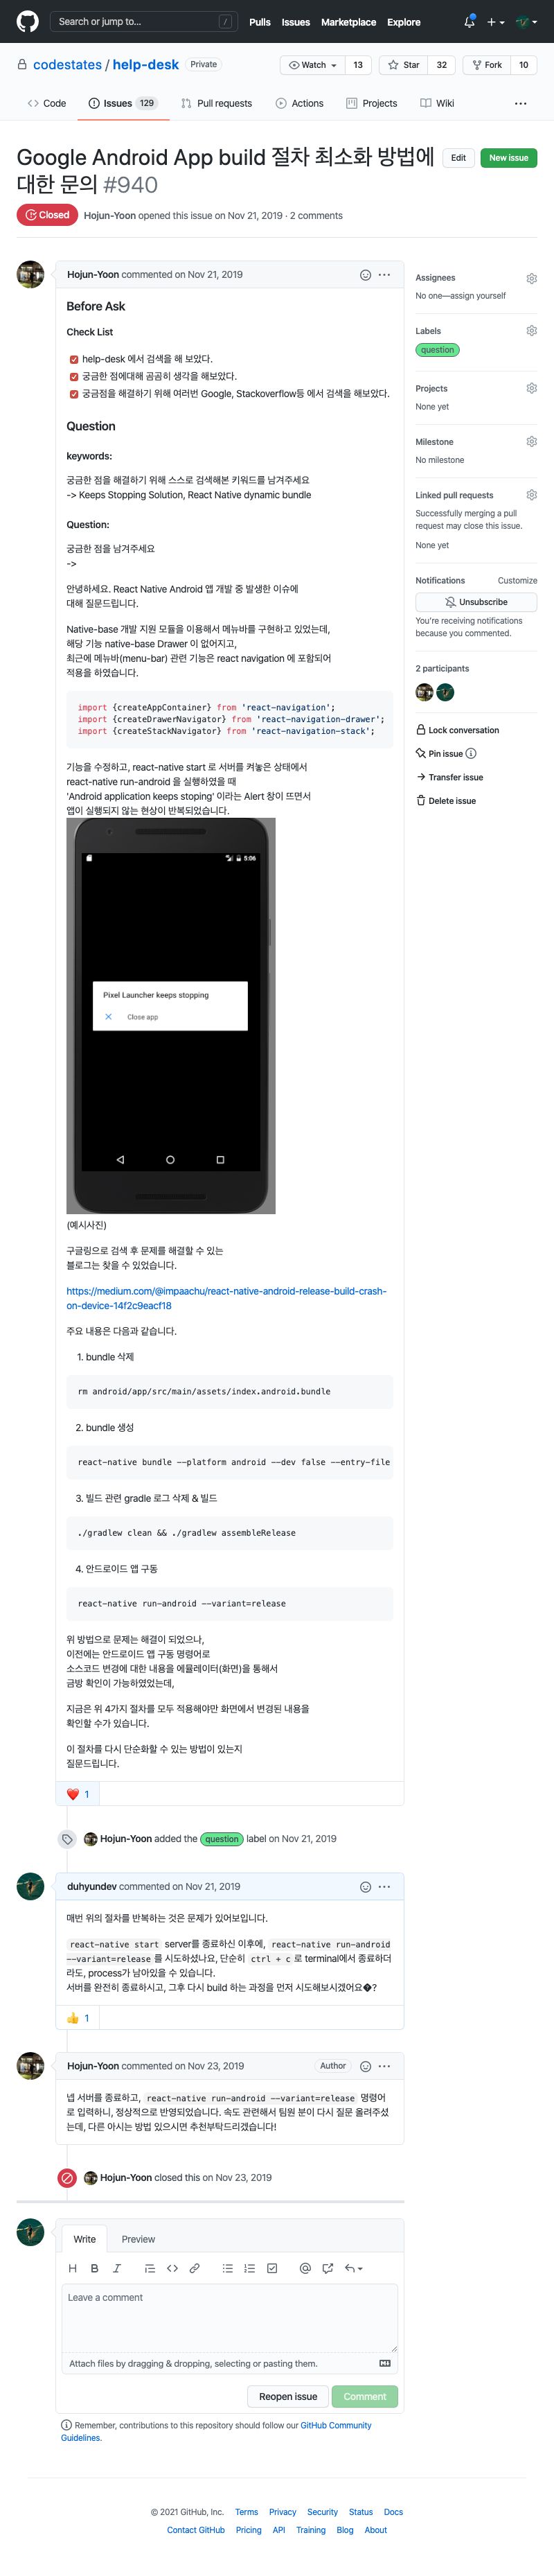 Search or jump to...
/
Pulls
Issues
Marketplace
Explore
codestates / help-desk
Private
Watch
13
Star
32
Fork
10
Code
Issues
129
Pull requests
Actions
Projects
Wiki
Google Android App build 절차 최소화 방법에
대한 문의 #940
Edit
New issue
Closed
Hojun-Yoon opened this issue on Nov 21, 2019 · 2 comments
Hojun-Yoon commented on Nov 21, 2019
Before Ask
Check List
help-desk 에서 검색을 해 보았다.
궁금한 점에대해 곰곰히 생각을 해보았다.
궁금점을 해결하기 위해 여러번 Google, Stackoverflow등 에서 검색을 해보았다.
Question
keywords:
궁금한 점을 해결하기 위해 스스로 검색해본 키워드를 남겨주세요
-> Keeps Stopping Solution, React Native dynamic bundle
Question:
궁금한 점을 남겨주세요
->
안녕하세요. React Native Android 앱 개발 중 발생한 이슈에
대해 질문드립니다.
Native-base 개발 지원 모듈을 이용해서 메뉴바를 구현하고 있었는데,
해당 기능 native-base Drawer 이 없어지고,
최근에 메뉴바(menu-bar) 관련 기능은 react navigation 에 포함되어
적용을 하였습니다.
import {createAppContainer} from 'react-navigation';
import {createDrawerNavigator} from 'react-navigation-drawer';
import {createStackNavigator} from 'react-navigation-stack';
기능을 수정하고, react-native start 로 서버를 켜놓은 상태에서
react-native run-android 을 실행하였을 때
'Android application keeps stoping' 이라는 Alert 창이 뜨면서
앱이 실행되지 않는 현상이 반복되었습니다.
5:06
Pixel Launcher keeps stopping
Close app
(예시사진)
구글링으로 검색 후 문제를 해결할 수 있는
블로그는 찾을 수 있었습니다.
https://medium.com/@impaachu/react-native-android-release-build-crash-
on-device-14f2c9eacf18
주요 내용은 다음과 같습니다.
1. bundle 삭제
rm android/app/src/main/assets/index.android.bundle
2. bundle 생성
react-native bundle --platform android --dev false --entry-file
3. 빌드 관련 gradle 로그 삭제 & 빌드
./gradlew clean && ./gradlew assembleRelease
4. 안드로이드 앱 구동
react-native run-android --variant=release
위 방법으로 문제는 해결이 되었으나,
이전에는 안드로이드 앱 구동 명령어로
소스코드 변경에 대한 내용을 에뮬레이터(화면)을 통해서
금방 확인이 가능하였었는데,
지금은 위 4가지 절차를 모두 적용해야만 화면에서 변경된 내용을
확인할 수가 있습니다.
이 절차를 다시 단순화할 수 있는 방법이 있는지
질문드립니다.
❤️ 1
Hojun-Yoon added the question label on Nov 21, 2019
duhyundev commented on Nov 21, 2019
매번 위의 절차를 반복하는 것은 문제가 있어보입니다.
react-native start server를 종료하신 이후에, react-native run-android
--variant=release 를 시도하셨나요, 단순히 ctrl + c 로 terminal에서 종료하더
라도, process가 남아있을 수 있습니다.
서버를 완전히 종료하시고, 그후 다시 build 하는 과정을 먼저 시도해보시겠어요�?
👍 1
Hojun-Yoon commented on Nov 23, 2019
Author
넵 서버를 종료하고, react-native run-android --variant=release 명령어
로 입력하니, 정상적으로 반영되었습니다. 속도 관련해서 팀원 분이 다시 질문 올려주셨
는데, 다른 아시는 방법 있으시면 추천부탁드리겠습니다!
Hojun-Yoon closed this on Nov 23, 2019
Write
Preview
Leave a comment
Attach files by dragging & dropping, selecting or pasting them.
Reopen issue
Comment
Remember, contributions to this repository should follow our GitHub Community
Guidelines.
Assignees
No one—assign yourself
Labels
question
Projects
None yet
Milestone
No milestone
Linked pull requests
Successfully merging a pull
request may close this issue.
None yet
Notifications
Customize
Unsubscribe
You're receiving notifications
because you commented.
2 participants
Lock conversation
Pin issue
Transfer issue
Delete issue
© 2021 GitHub, Inc.
Terms
Privacy
Security
Status
Docs
Contact GitHub
Pricing
API
Training
Blog
About